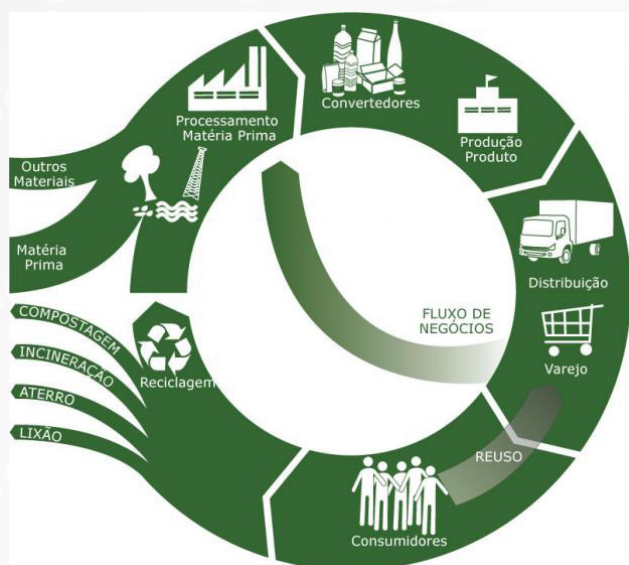 Convertedores
Processamento
Matéria Prima
Produção
Produto
Outros
Materiais
Matéria
Prima
Distribuição
FLUXO DE
NEGÓCIOS
COMPOSTAGEM
INCINERAÇÃO
ATERRO
LIXÃO
Reciclagem
Varejo
REUSO
Consumidores